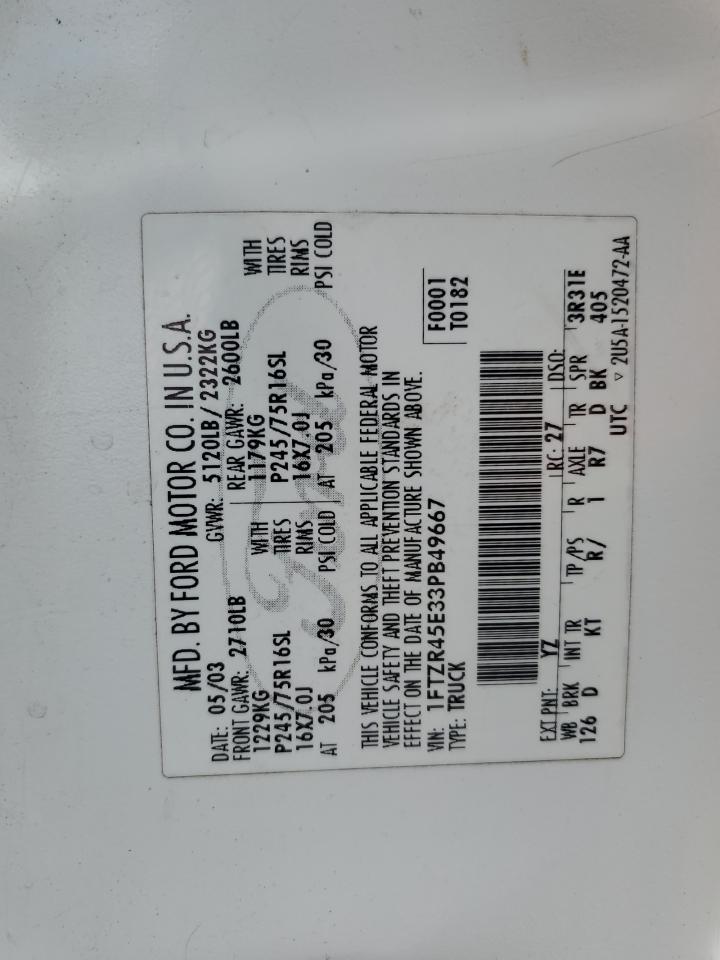 MFD. BY FORD MOTOR CO. IN U.S.A.
DATE: 05/03 GVWR: 5120LB/ 2322KG
FRONT GAWR: 2710LB REAR GAWR: 2600LB
1229KG WITH 1179KG WITH
P245/75R16SL TIRES P245/75R16SL TIRES
16X7.0J RIMS 16X7.0J RIMS
AT 205 kPa/30 PSI COLD AT 205 kPa/30 PSI COLD
Ford
THIS VEHICLE CONFORMS TO ALL APPLICABLE FEDERAL MOTOR
VEHICLE SAFETY AND THEFT PREVENTION STANDARDS IN
EFFECT ON THE DATE OF MANUFACTURE SHOWN ABOVE.
VIN: 1FTZR45E33PB49667 F0001
TYPE: TRUCK T0182
EXT PNT: YZ RC: 27 DSO:
WB BRK INT TR TP/PS R AXLE TR SPR 3R31E
126 D KT R/ 1 R7 D BK 405
UTC ▽ 2U5A-1520472-AA